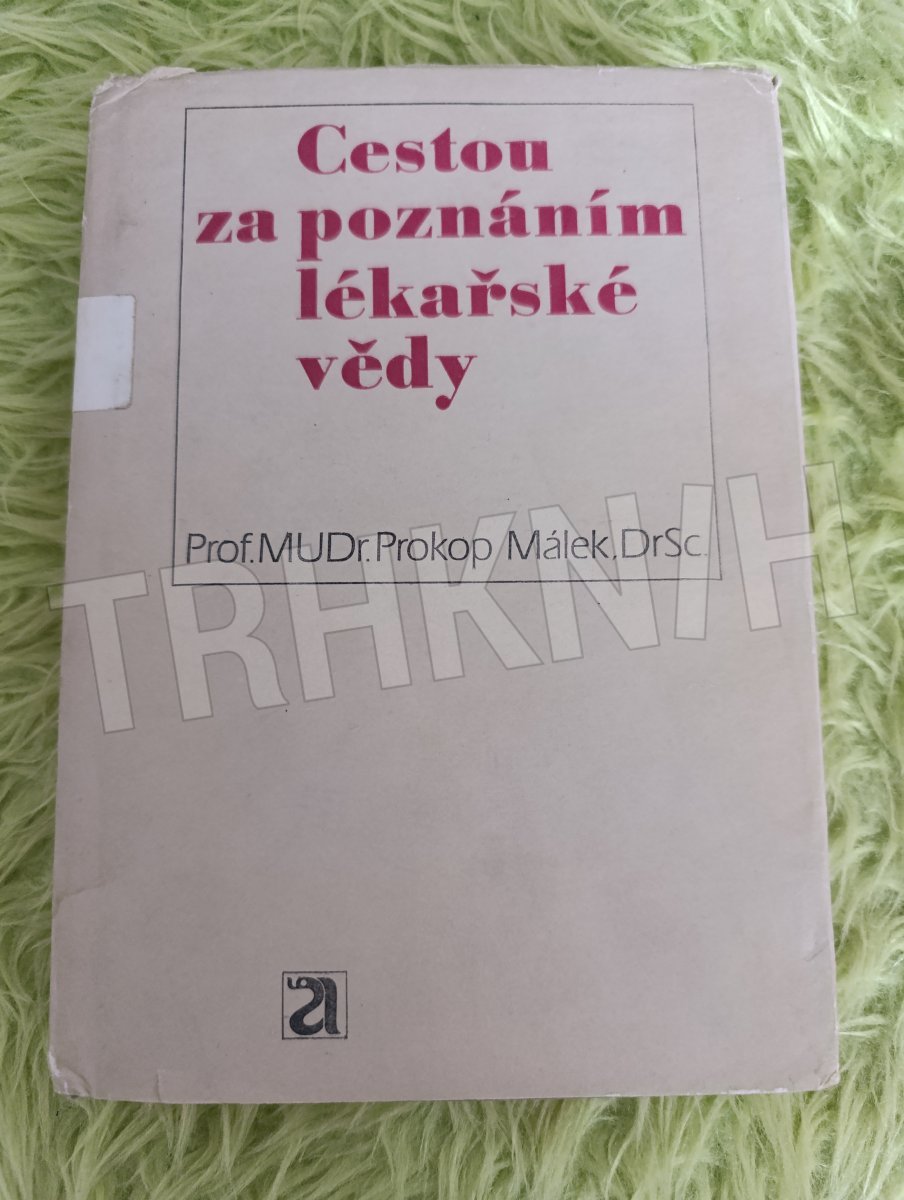 Cestou
za poznáním
lékařské
vědy
Prof. MUDr. Prokop Málek, DrSc.
TRHKNIH